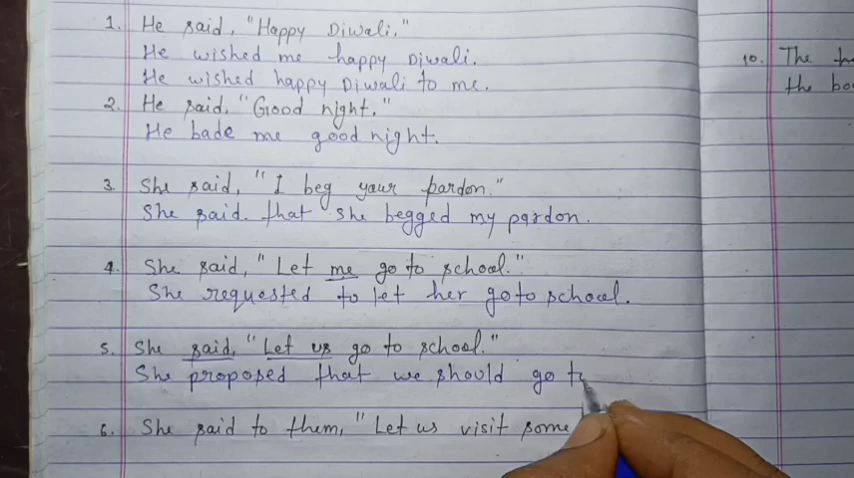 1. He said, "Happy Diwali."
He wished me happy Diwali.
He wished happy Diwali to me.
2. He said, "Good night."
He bade me good night.
3. She said, "I beg your pardon."
She said. that she begged my pardon.
4. She said, "Let me go to school."
She requested to let her go to school.
5. She said, "Let us go to school."
She proposed that we should go t
6. She said to them, "Let us visit some
10. The
the